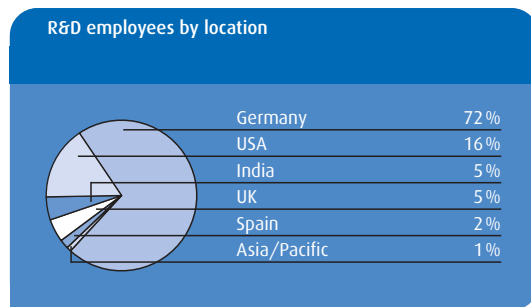 R&D employees by location
Germany 72 %
USA 16 %
India 5 %
UK 5 %
Spain 2 %
Asia/Pacific 1 %